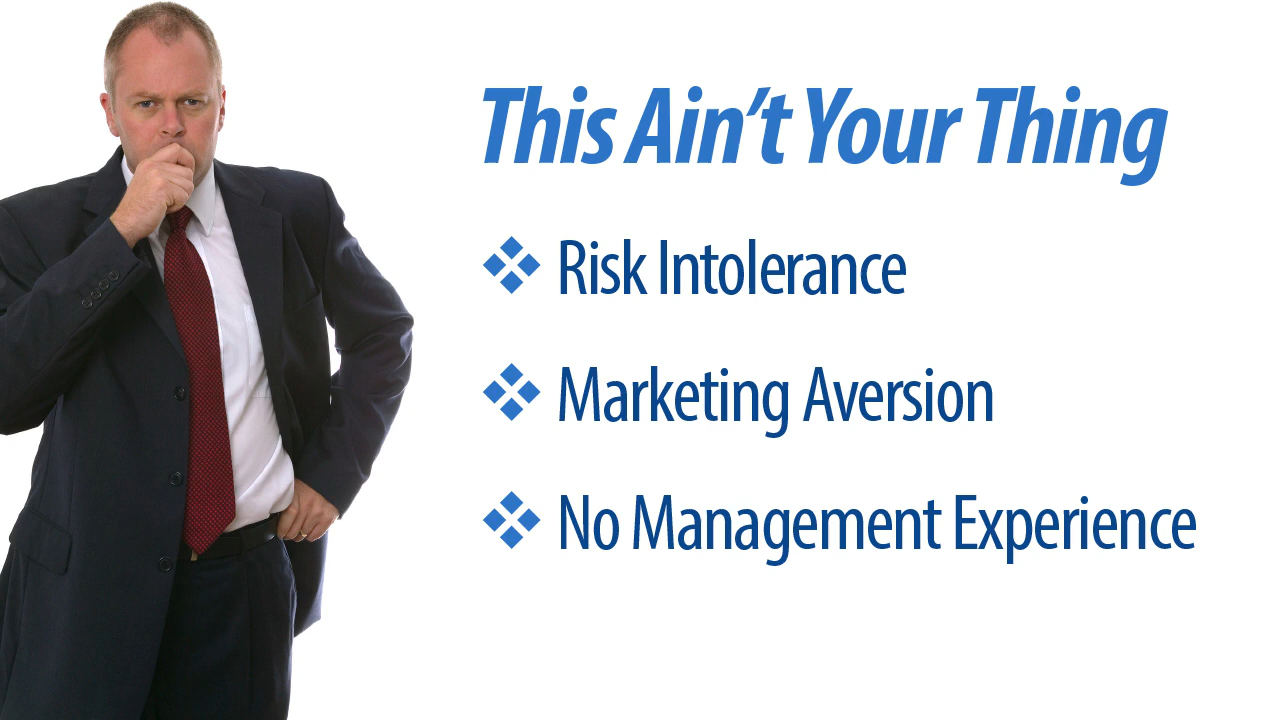 This Ain't Your Thing
Risk Intolerance
Marketing Aversion
No Management Experience